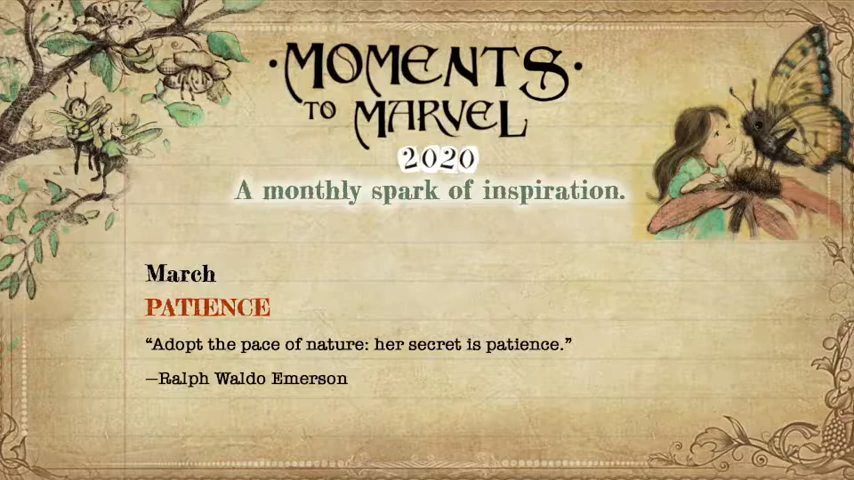 ·MOMENTS·
TO MARVEL
2020
A monthly spark of inspiration.
March
PATIENCE
“Adopt the pace of nature: her secret is patience.”
—Ralph Waldo Emerson